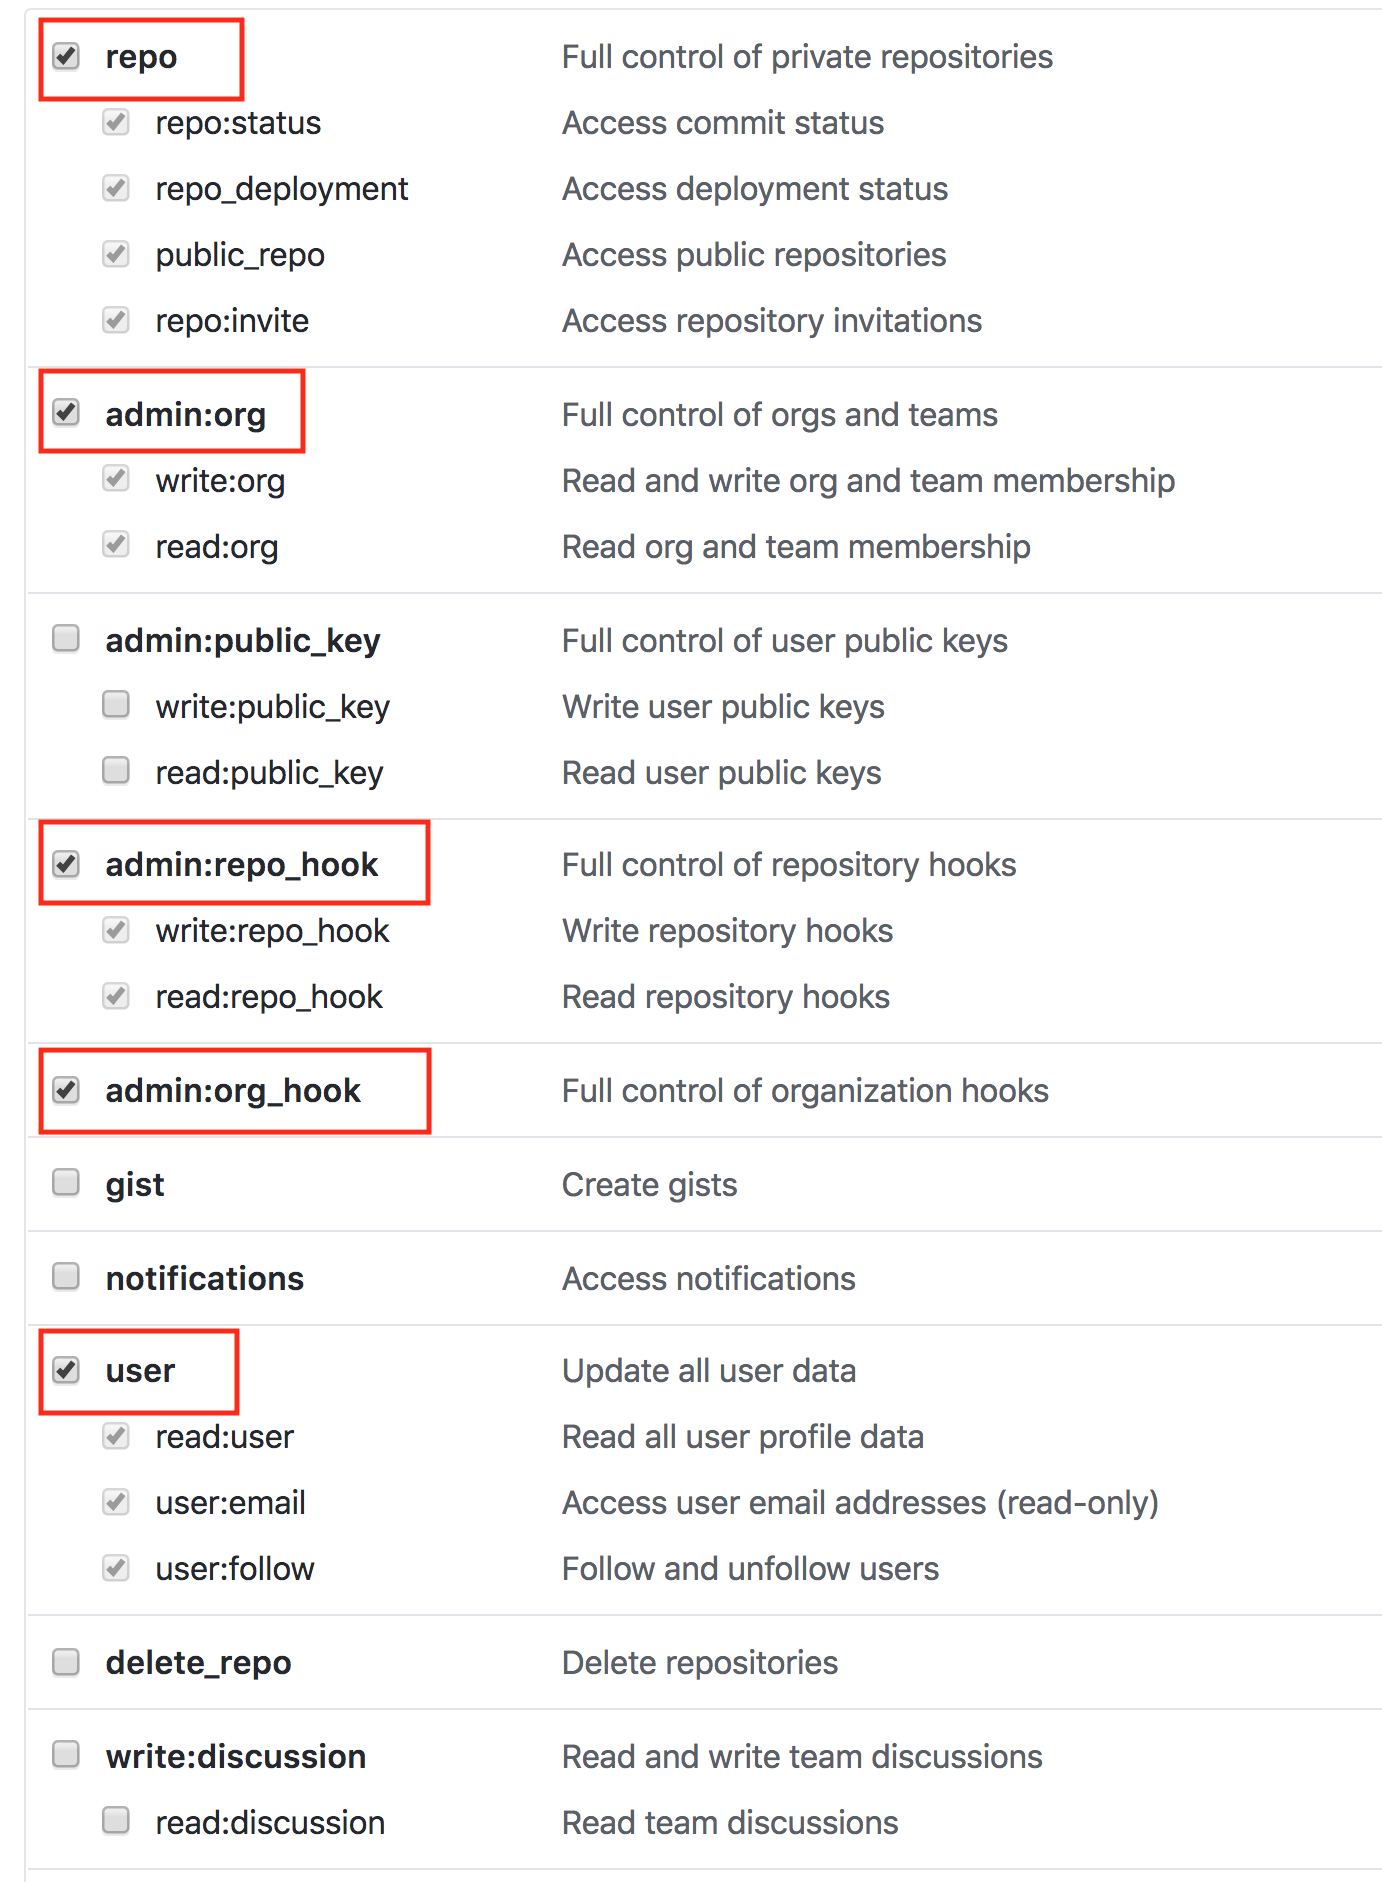 repo Full control of private repositories
repo:status Access commit status
repo_deployment Access deployment status
public_repo Access public repositories
repo:invite Access repository invitations
admin:org Full control of orgs and teams
write:org Read and write org and team membership
read:org Read org and team membership
admin:public_key Full control of user public keys
write:public_key Write user public keys
read:public_key Read user public keys
admin:repo_hook Full control of repository hooks
write:repo_hook Write repository hooks
read:repo_hook Read repository hooks
admin:org_hook Full control of organization hooks
gist Create gists
notifications Access notifications
user Update all user data
read:user Read all user profile data
user:email Access user email addresses (read-only)
user:follow Follow and unfollow users
delete_repo Delete repositories
write:discussion Read and write team discussions
read:discussion Read team discussions